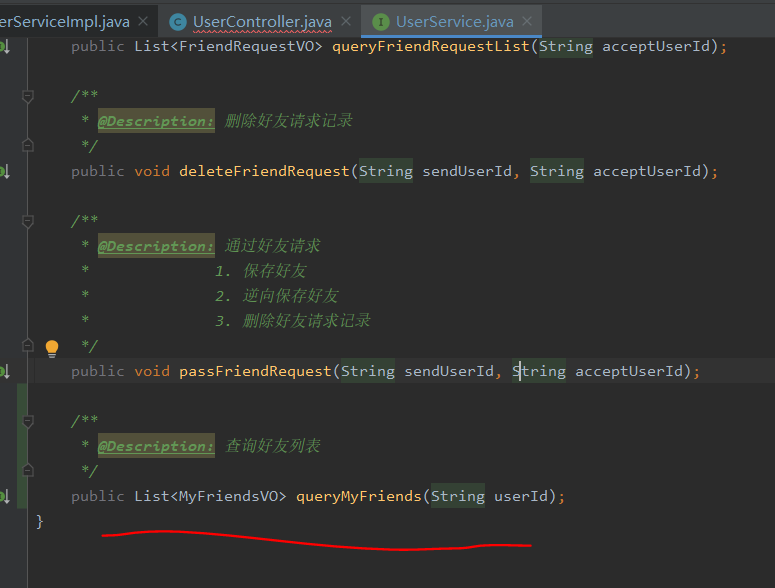 erServiceImpl.java UserController.java UserService.java
public List<FriendRequestVO> queryFriendRequestList(String acceptUserId);
/**
* @Description: 删除好友请求记录
*/
public void deleteFriendRequest(String sendUserId, String acceptUserId);
/**
* @Description: 通过好友请求
* 1. 保存好友
* 2. 逆向保存好友
* 3. 删除好友请求记录
*/
public void passFriendRequest(String sendUserId, String acceptUserId);
/**
* @Description: 查询好友列表
*/
public List<MyFriendsVO> queryMyFriends(String userId);
}